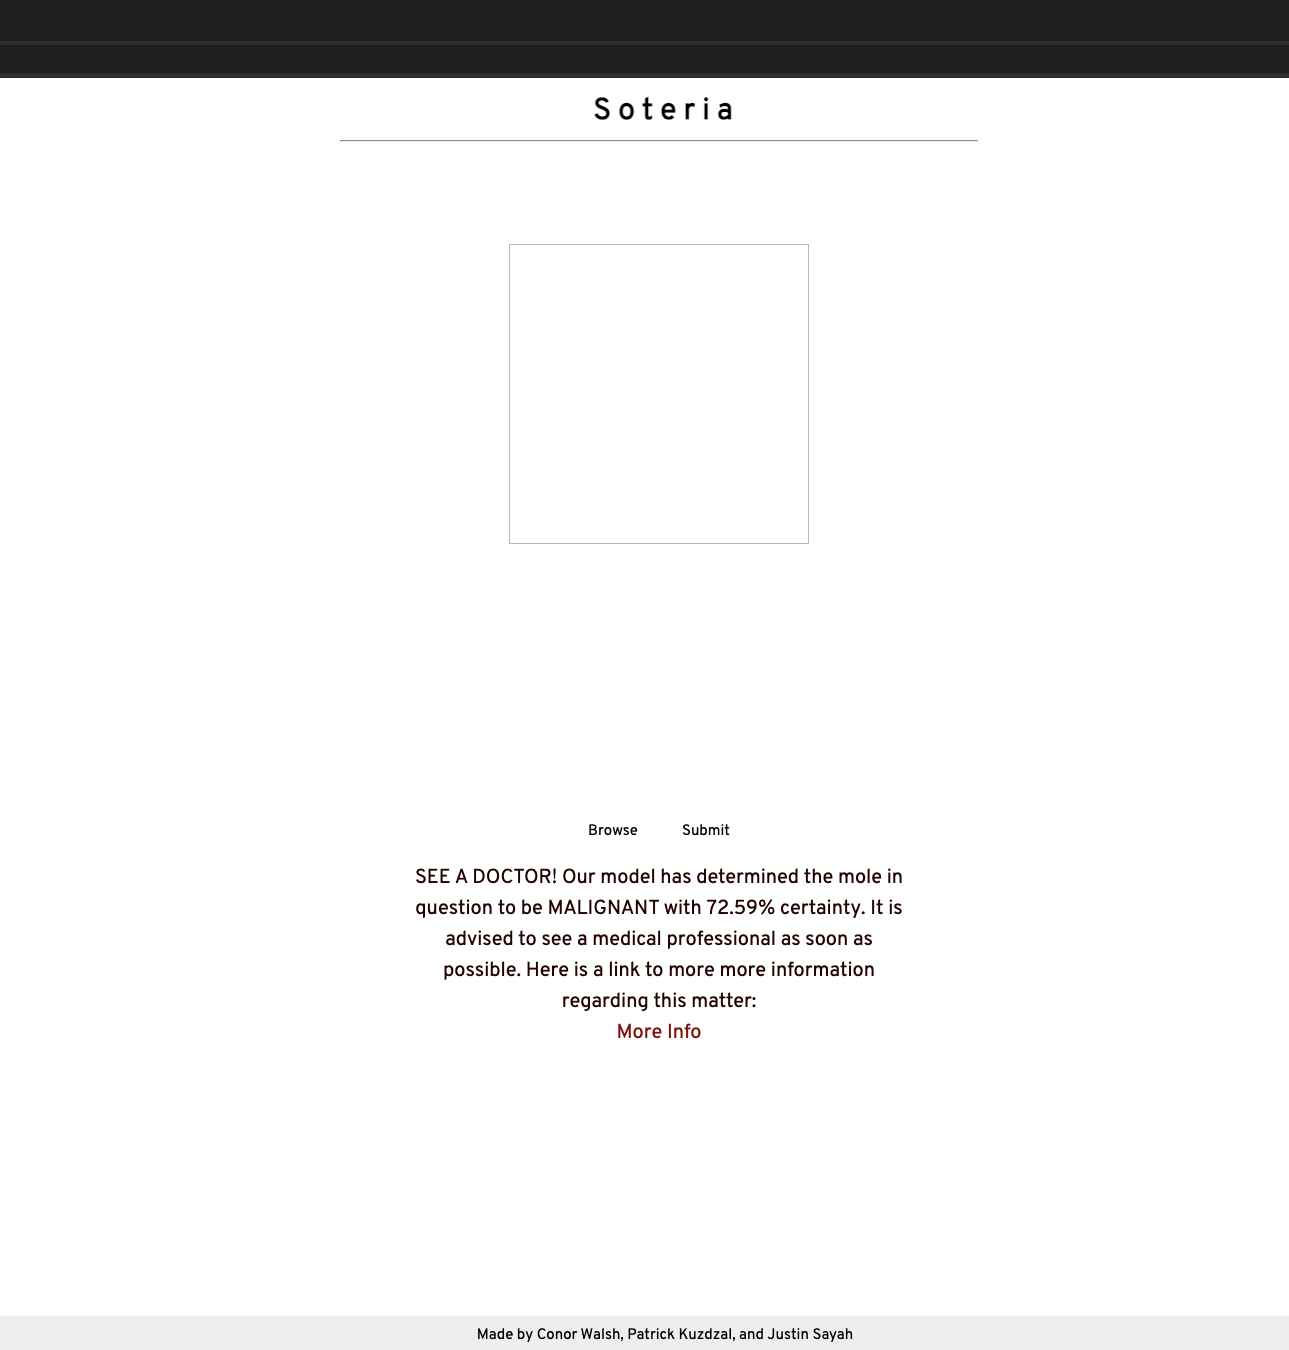 Soteria
Browse Submit
SEE A DOCTOR! Our model has determined the mole in
question to be MALIGNANT with 72.59% certainty. It is
advised to see a medical professional as soon as
possible. Here is a link to more more information
regarding this matter:
More Info
Made by Conor Walsh, Patrick Kuzdzal, and Justin Sayah